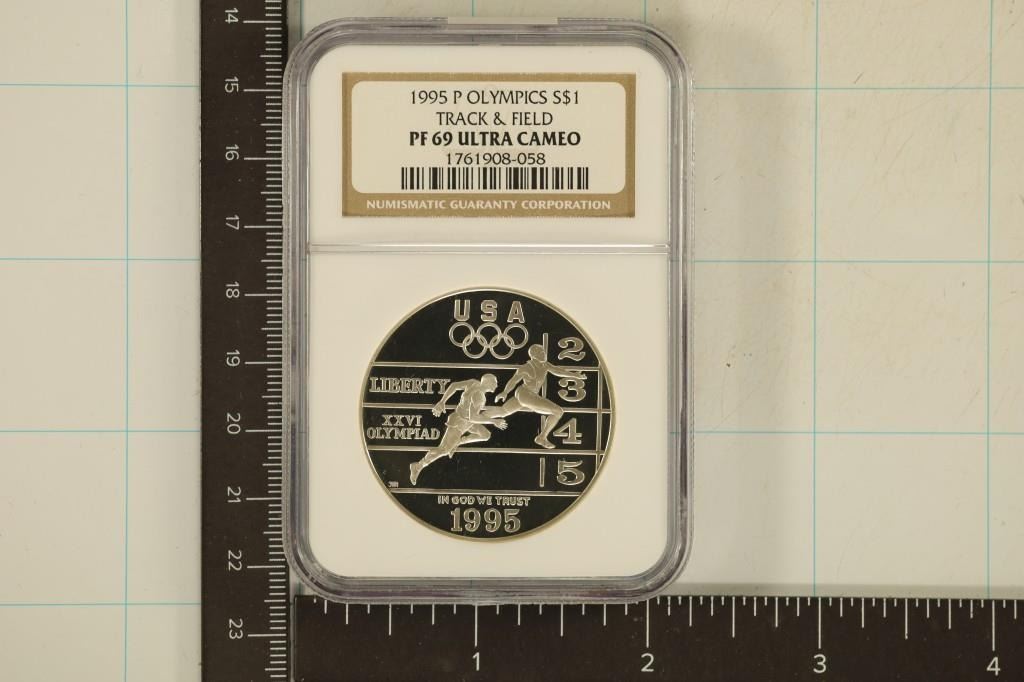 1995 P OLYMPICS S$1
TRACK & FIELD
PF 69 ULTRA CAMEO
1761908-058
NUMISMATIC GUARANTY CORPORATION
USA
LIBERTY
XXVI
OLYMPIAD
2
3
4
5
IN GOD WE TRUST
1995
14
15
16
17
18
19
20
21
22
23
1 2 3 4